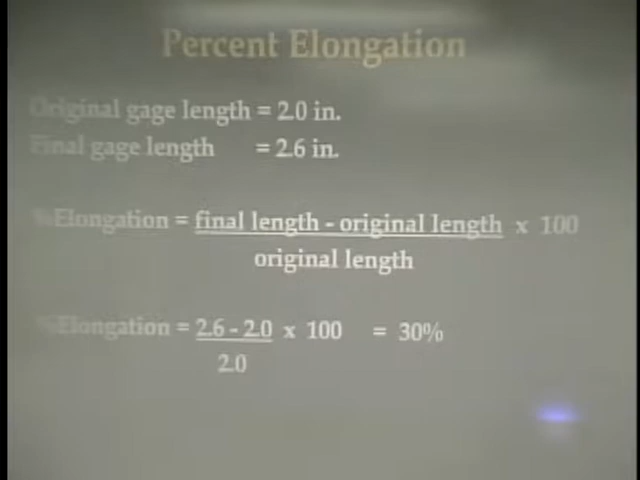 Percent Elongation
Original gage length = 2.0 in.
Final gage length = 2.6 in.
%Elongation = final length - original length x 100
original length
%Elongation = 2.6 - 2.0 x 100 = 30%
2.0